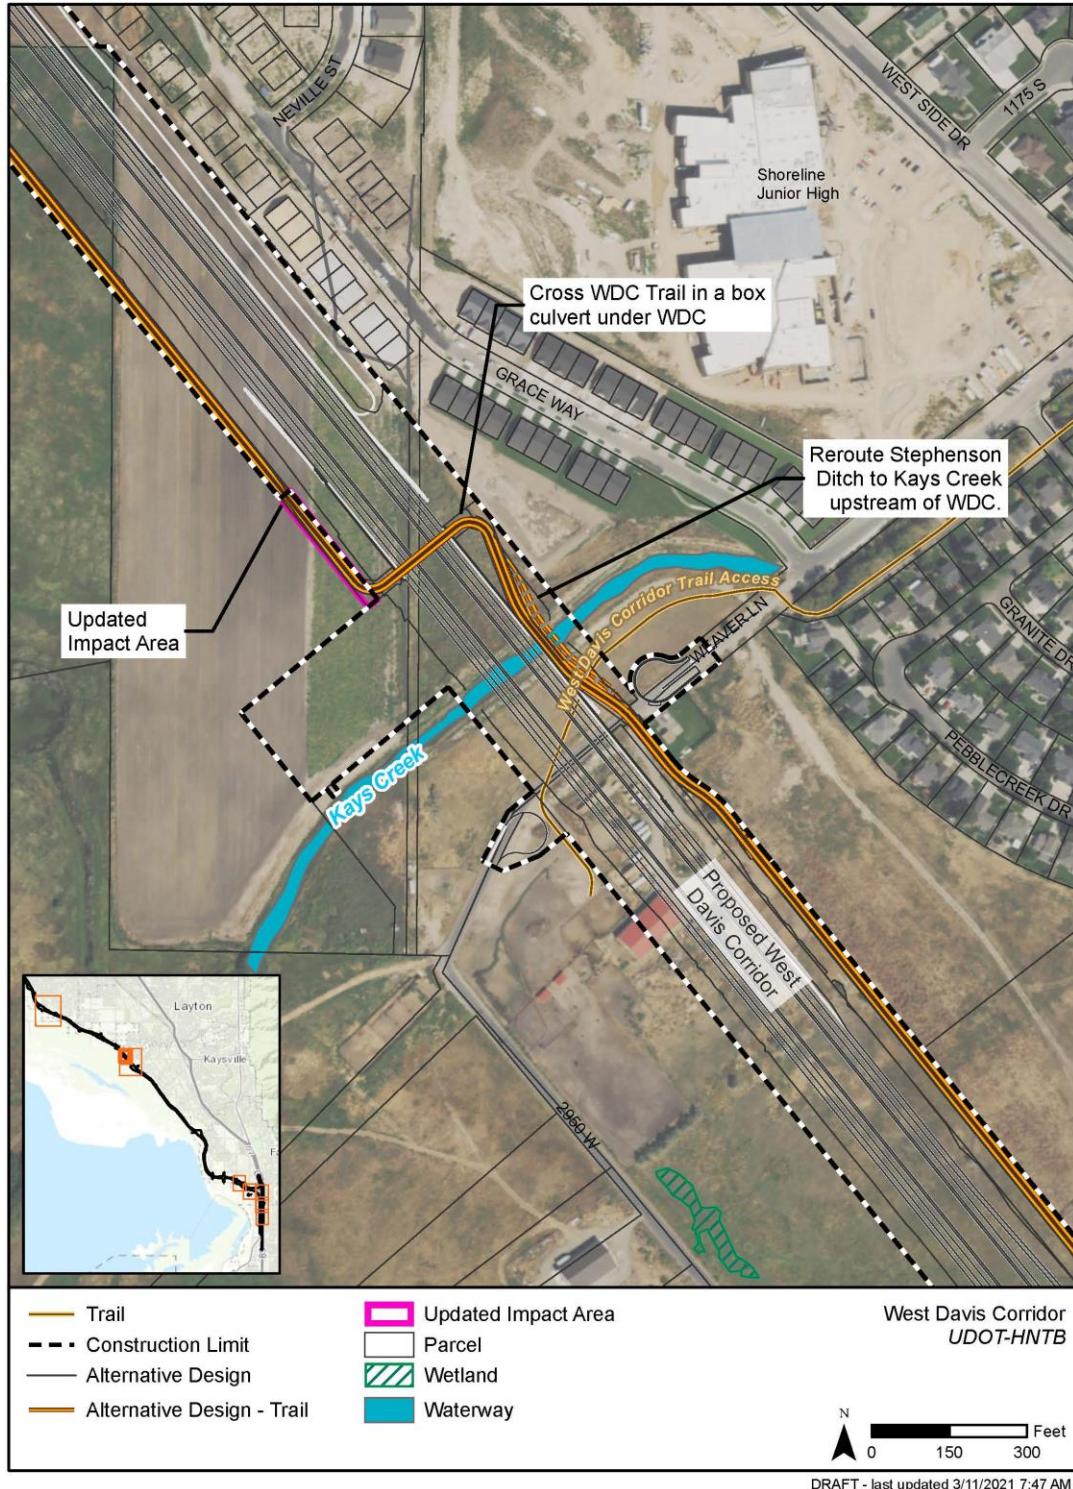 NEVILLE ST
WEST SIDE DR
1175 S
Shoreline
Junior High
Cross WDC Trail in a box
culvert under WDC
GRACE WAY
Reroute Stephenson
Ditch to Kays Creek
upstream of WDC.
Updated
Impact Area
West Davis Corridor Trail Access
WEAVER LN
GRANITE DR
PEBBLECREEK DR
Kays Creek
Proposed West
Davis Corridor
2950 W
Layton
Kaysville
Fa
Trail
Construction Limit
Alternative Design
Alternative Design - Trail
Updated Impact Area
Parcel
Wetland
Waterway
West Davis Corridor
UDOT-HNTB
N
Feet
0 150 300
DRAFT - last updated 3/11/2021 7:47 AM